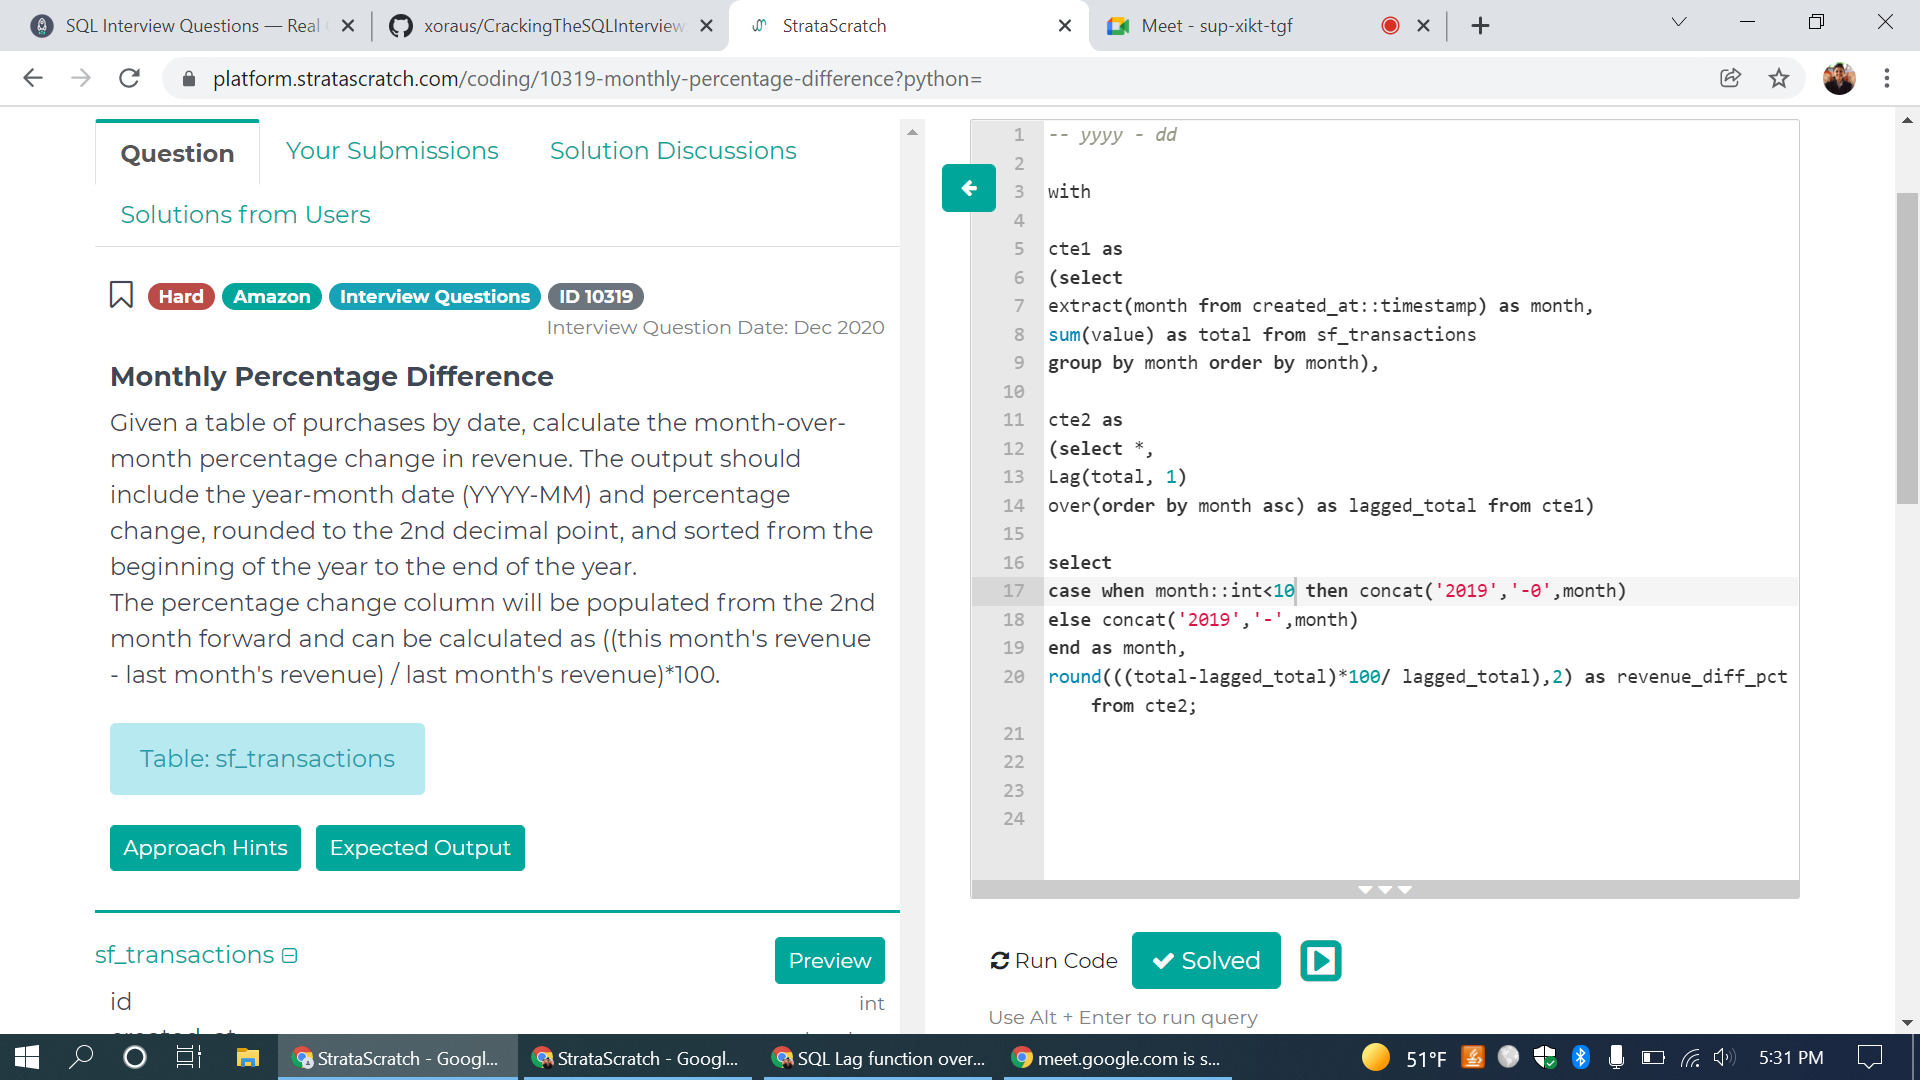 SQL Interview Questions — Real
xoraus/CrackingTheSQLInterview
StrataScratch
Meet - sup-xikt-tgf
platform.stratascratch.com/coding/10319-monthly-percentage-difference?python=
Question
Your Submissions
Solution Discussions
Solutions from Users
Hard
Amazon
Interview Questions
ID 10319
Interview Question Date: Dec 2020
Monthly Percentage Difference
Given a table of purchases by date, calculate the month-over-
month percentage change in revenue. The output should
include the year-month date (YYYY-MM) and percentage
change, rounded to the 2nd decimal point, and sorted from the
beginning of the year to the end of the year.
The percentage change column will be populated from the 2nd
month forward and can be calculated as ((this month's revenue
- last month's revenue) / last month's revenue)*100.
Table: sf_transactions
Approach Hints
Expected Output
sf_transactions
Preview
id
int
1 -- yyyy - dd
2
3 with
4
5 cte1 as
6 (select
7 extract(month from created_at::timestamp) as month,
8 sum(value) as total from sf_transactions
9 group by month order by month),
10
11 cte2 as
12 (select *,
13 Lag(total, 1)
14 over(order by month asc) as lagged_total from cte1)
15
16 select
17 case when month::int<10 then concat('2019','-0',month)
18 else concat('2019','-',month)
19 end as month,
20 round(((total-lagged_total)*100/ lagged_total),2) as revenue_diff_pct
from cte2;
21
22
23
24
Run Code
Solved
Use Alt + Enter to run query
StrataScratch - Googl...
StrataScratch - Googl...
SQL Lag function over...
meet.google.com is s...
51°F
5:31 PM